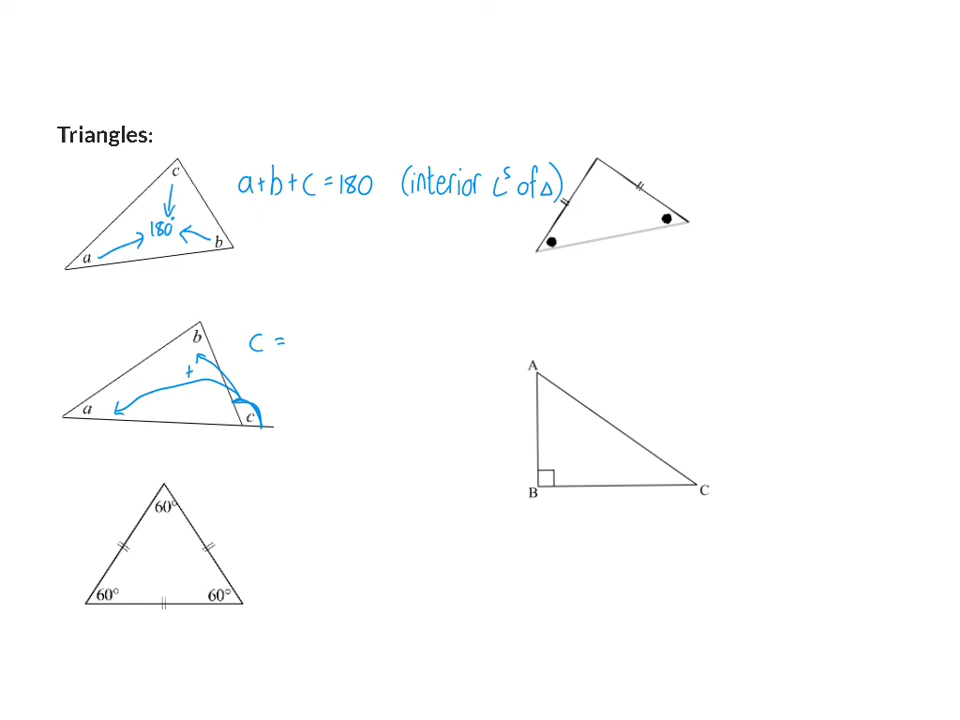 Triangles:
c
a+b+c=180 (interior ∠s of Δ)
180°
a
b
b
c =
+
a
c
A
B
C
60°
60°
60°